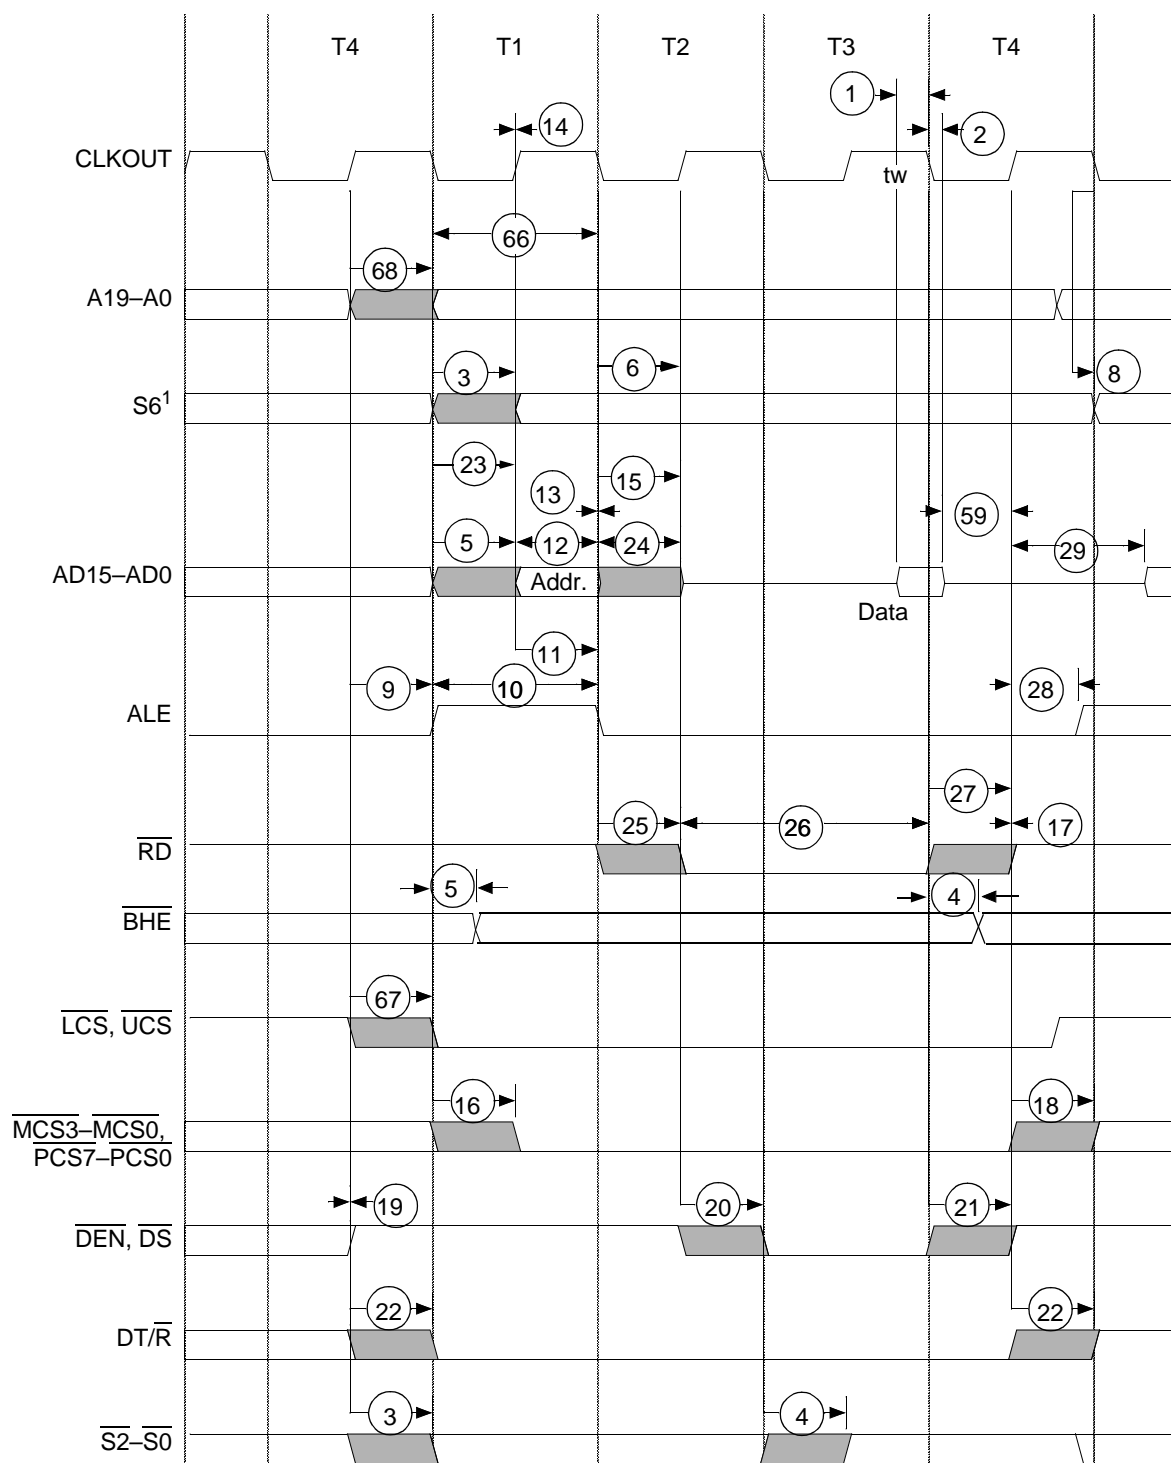 T4 T1 T2 T3 T4
1
14
2
CLKOUT
tw
66
68
A19–A0
3
6
8
S6¹
23
15
13
59
5
12
24
29
AD15–AD0
Addr.
Data
11
9
10
28
ALE
27
25
26
17
RD
5
4
BHE
67
LCS, UCS
16
18
MCS3–MCS0,
PCS7–PCS0
19
20
21
DEN, DS
22
22
DT/R
3
4
S2–S0